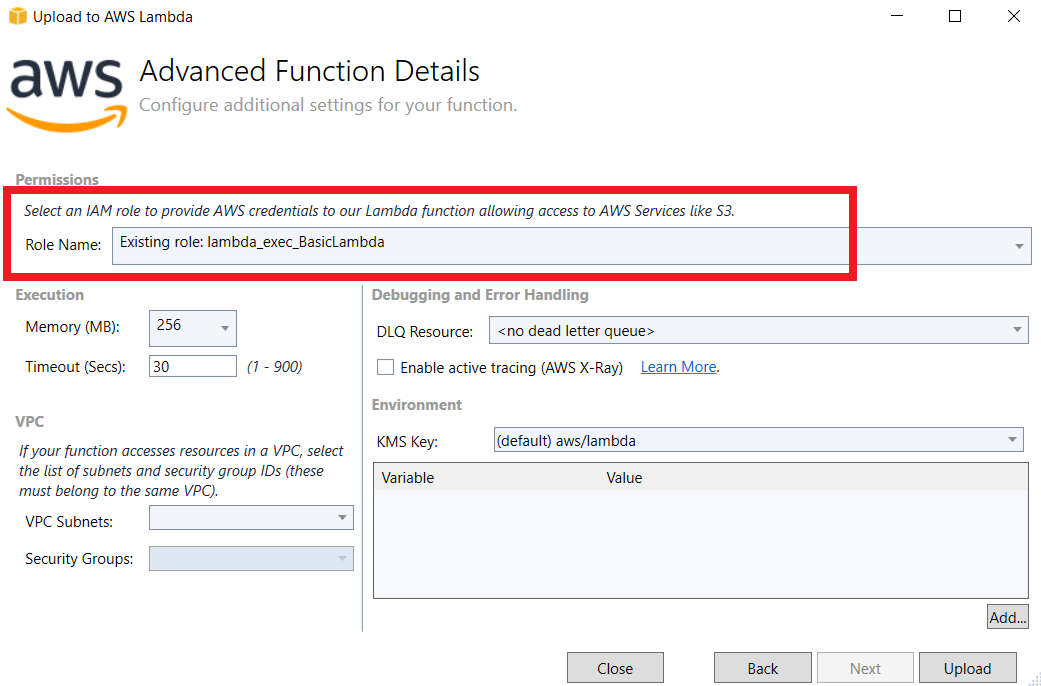 Upload to AWS Lambda
aws
Advanced Function Details
Configure additional settings for your function.
Permissions
Select an IAM role to provide AWS credentials to our Lambda function allowing access to AWS Services like S3.
Role Name: Existing role: lambda_exec_BasicLambda
Execution
Memory (MB): 256
Timeout (Secs): 30 (1 - 900)
VPC
If your function accesses resources in a VPC, select
the list of subnets and security group IDs (these
must belong to the same VPC).
VPC Subnets:
Security Groups:
Debugging and Error Handling
DLQ Resource: <no dead letter queue>
Enable active tracing (AWS X-Ray) Learn More.
Environment
KMS Key: (default) aws/lambda
Variable Value
Add...
Close Back Next Upload